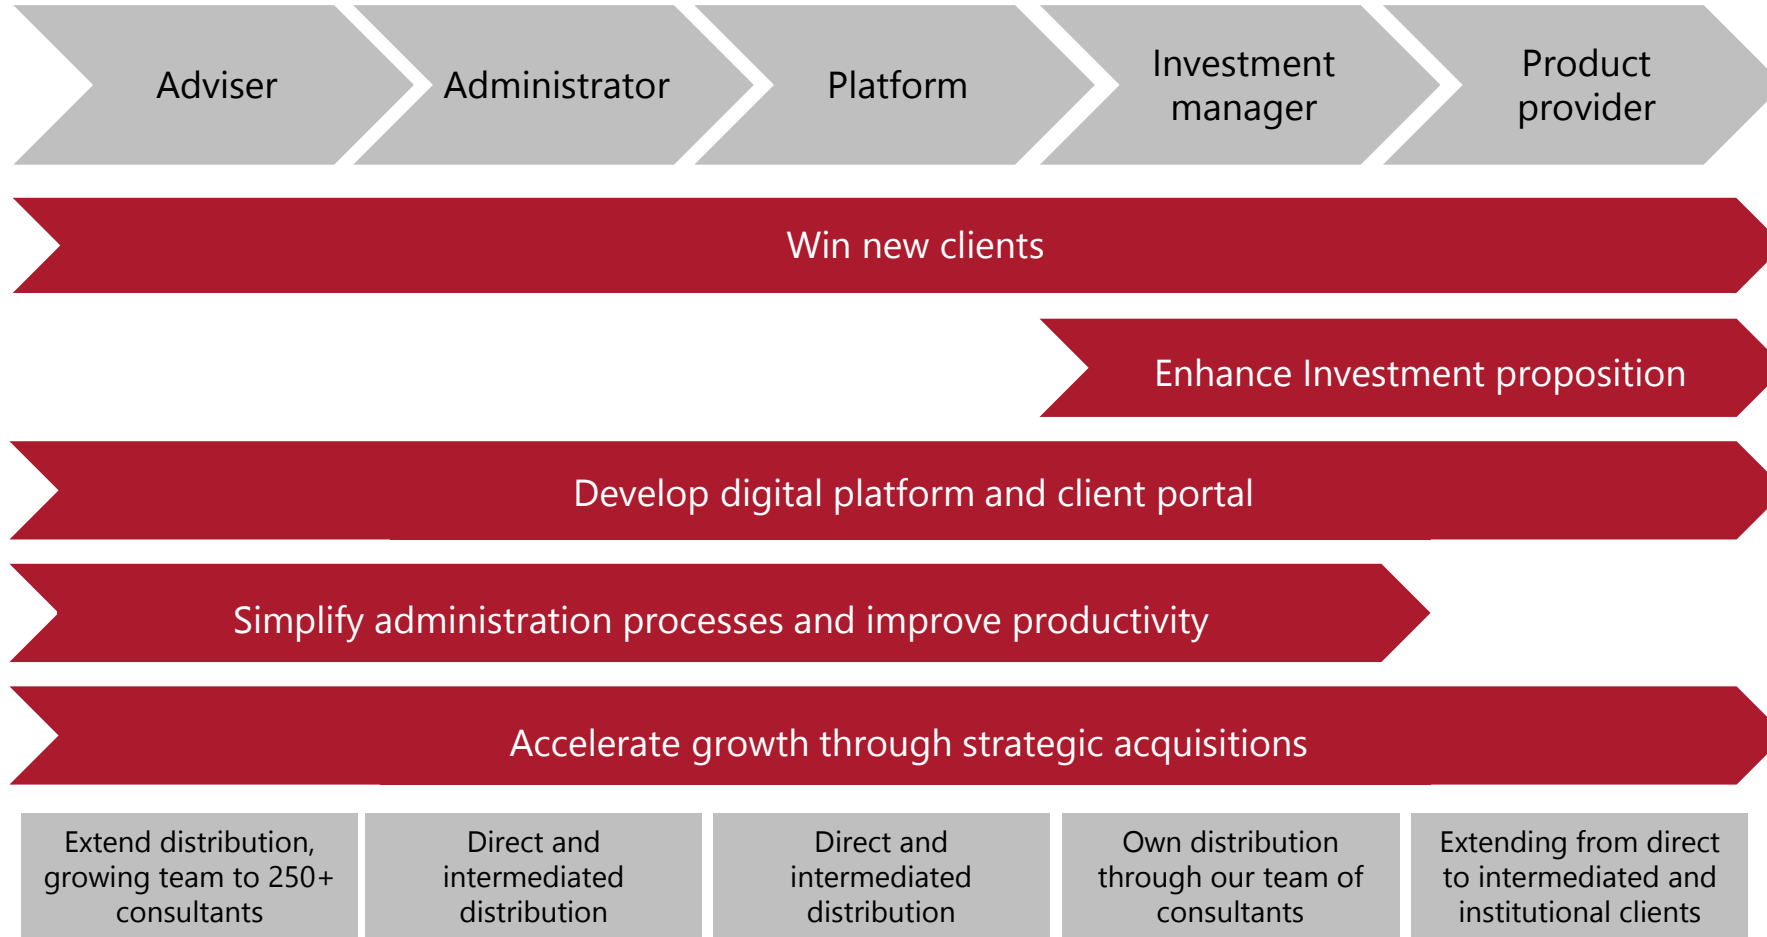 Adviser
Administrator
Platform
Investment
manager
Product
provider
Win new clients
Enhance Investment proposition
Develop digital platform and client portal
Simplify administration processes and improve productivity
Accelerate growth through strategic acquisitions
Extend distribution,
growing team to 250+
consultants
Direct and
intermediated
distribution
Direct and
intermediated
distribution
Own distribution
through our team of
consultants
Extending from direct
to intermediated and
institutional clients